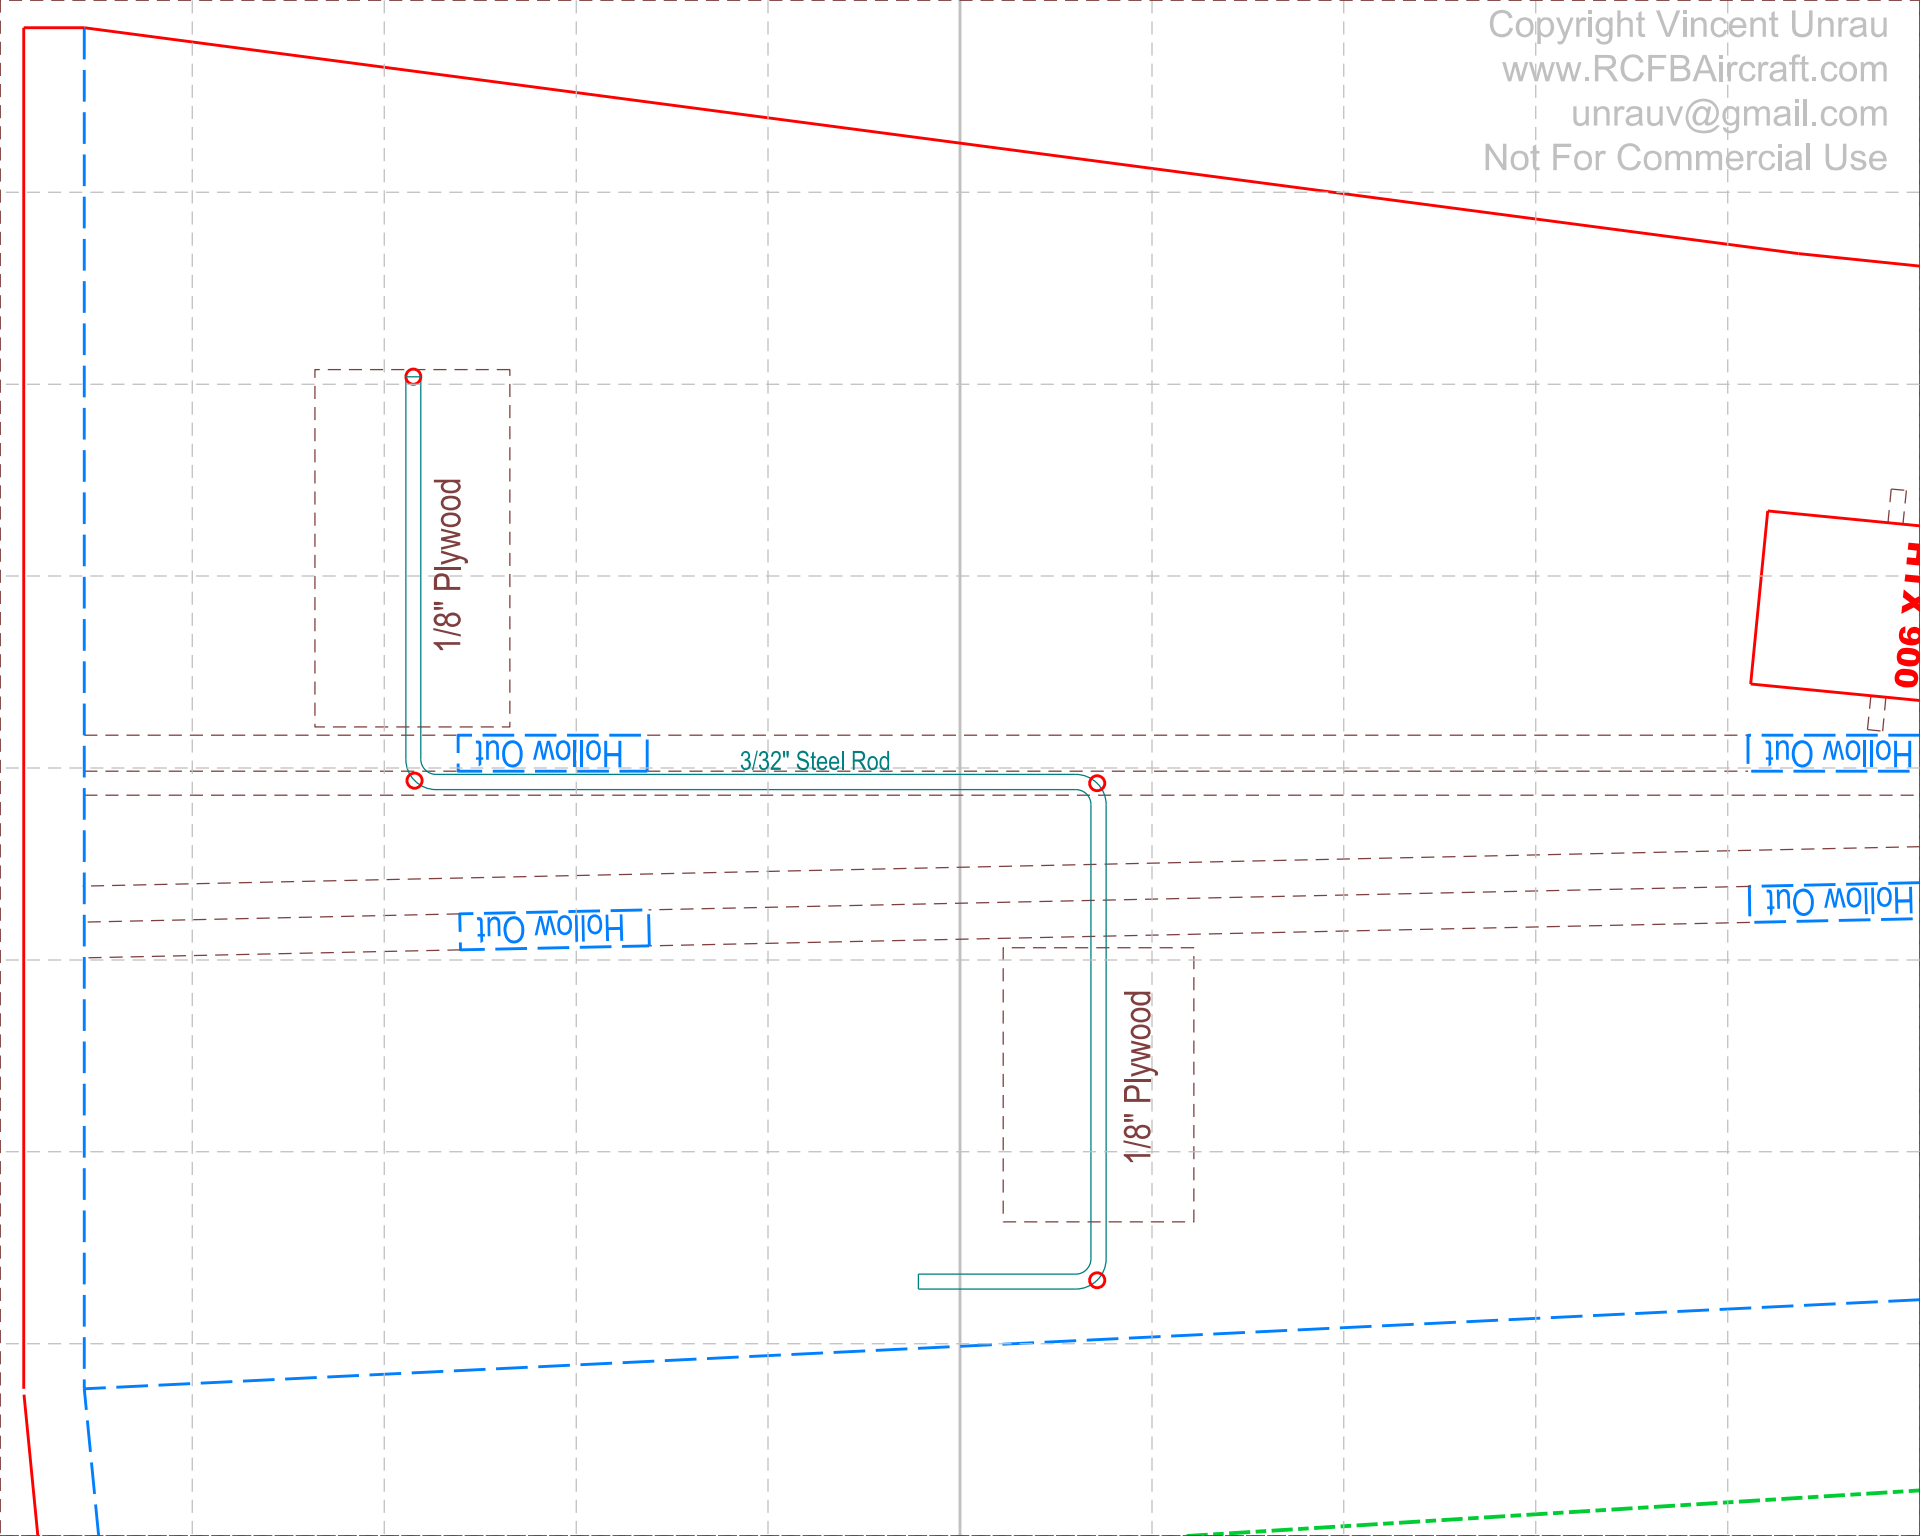 Copyright Vincent Unrau
www.RCFBAircraft.com
unrauv@gmail.com
Not For Commercial Use
1/8" Plywood
HTX 900
Hollow Out
3/32" Steel Rod
Hollow Out
Hollow Out
Hollow Out
1/8" Plywood